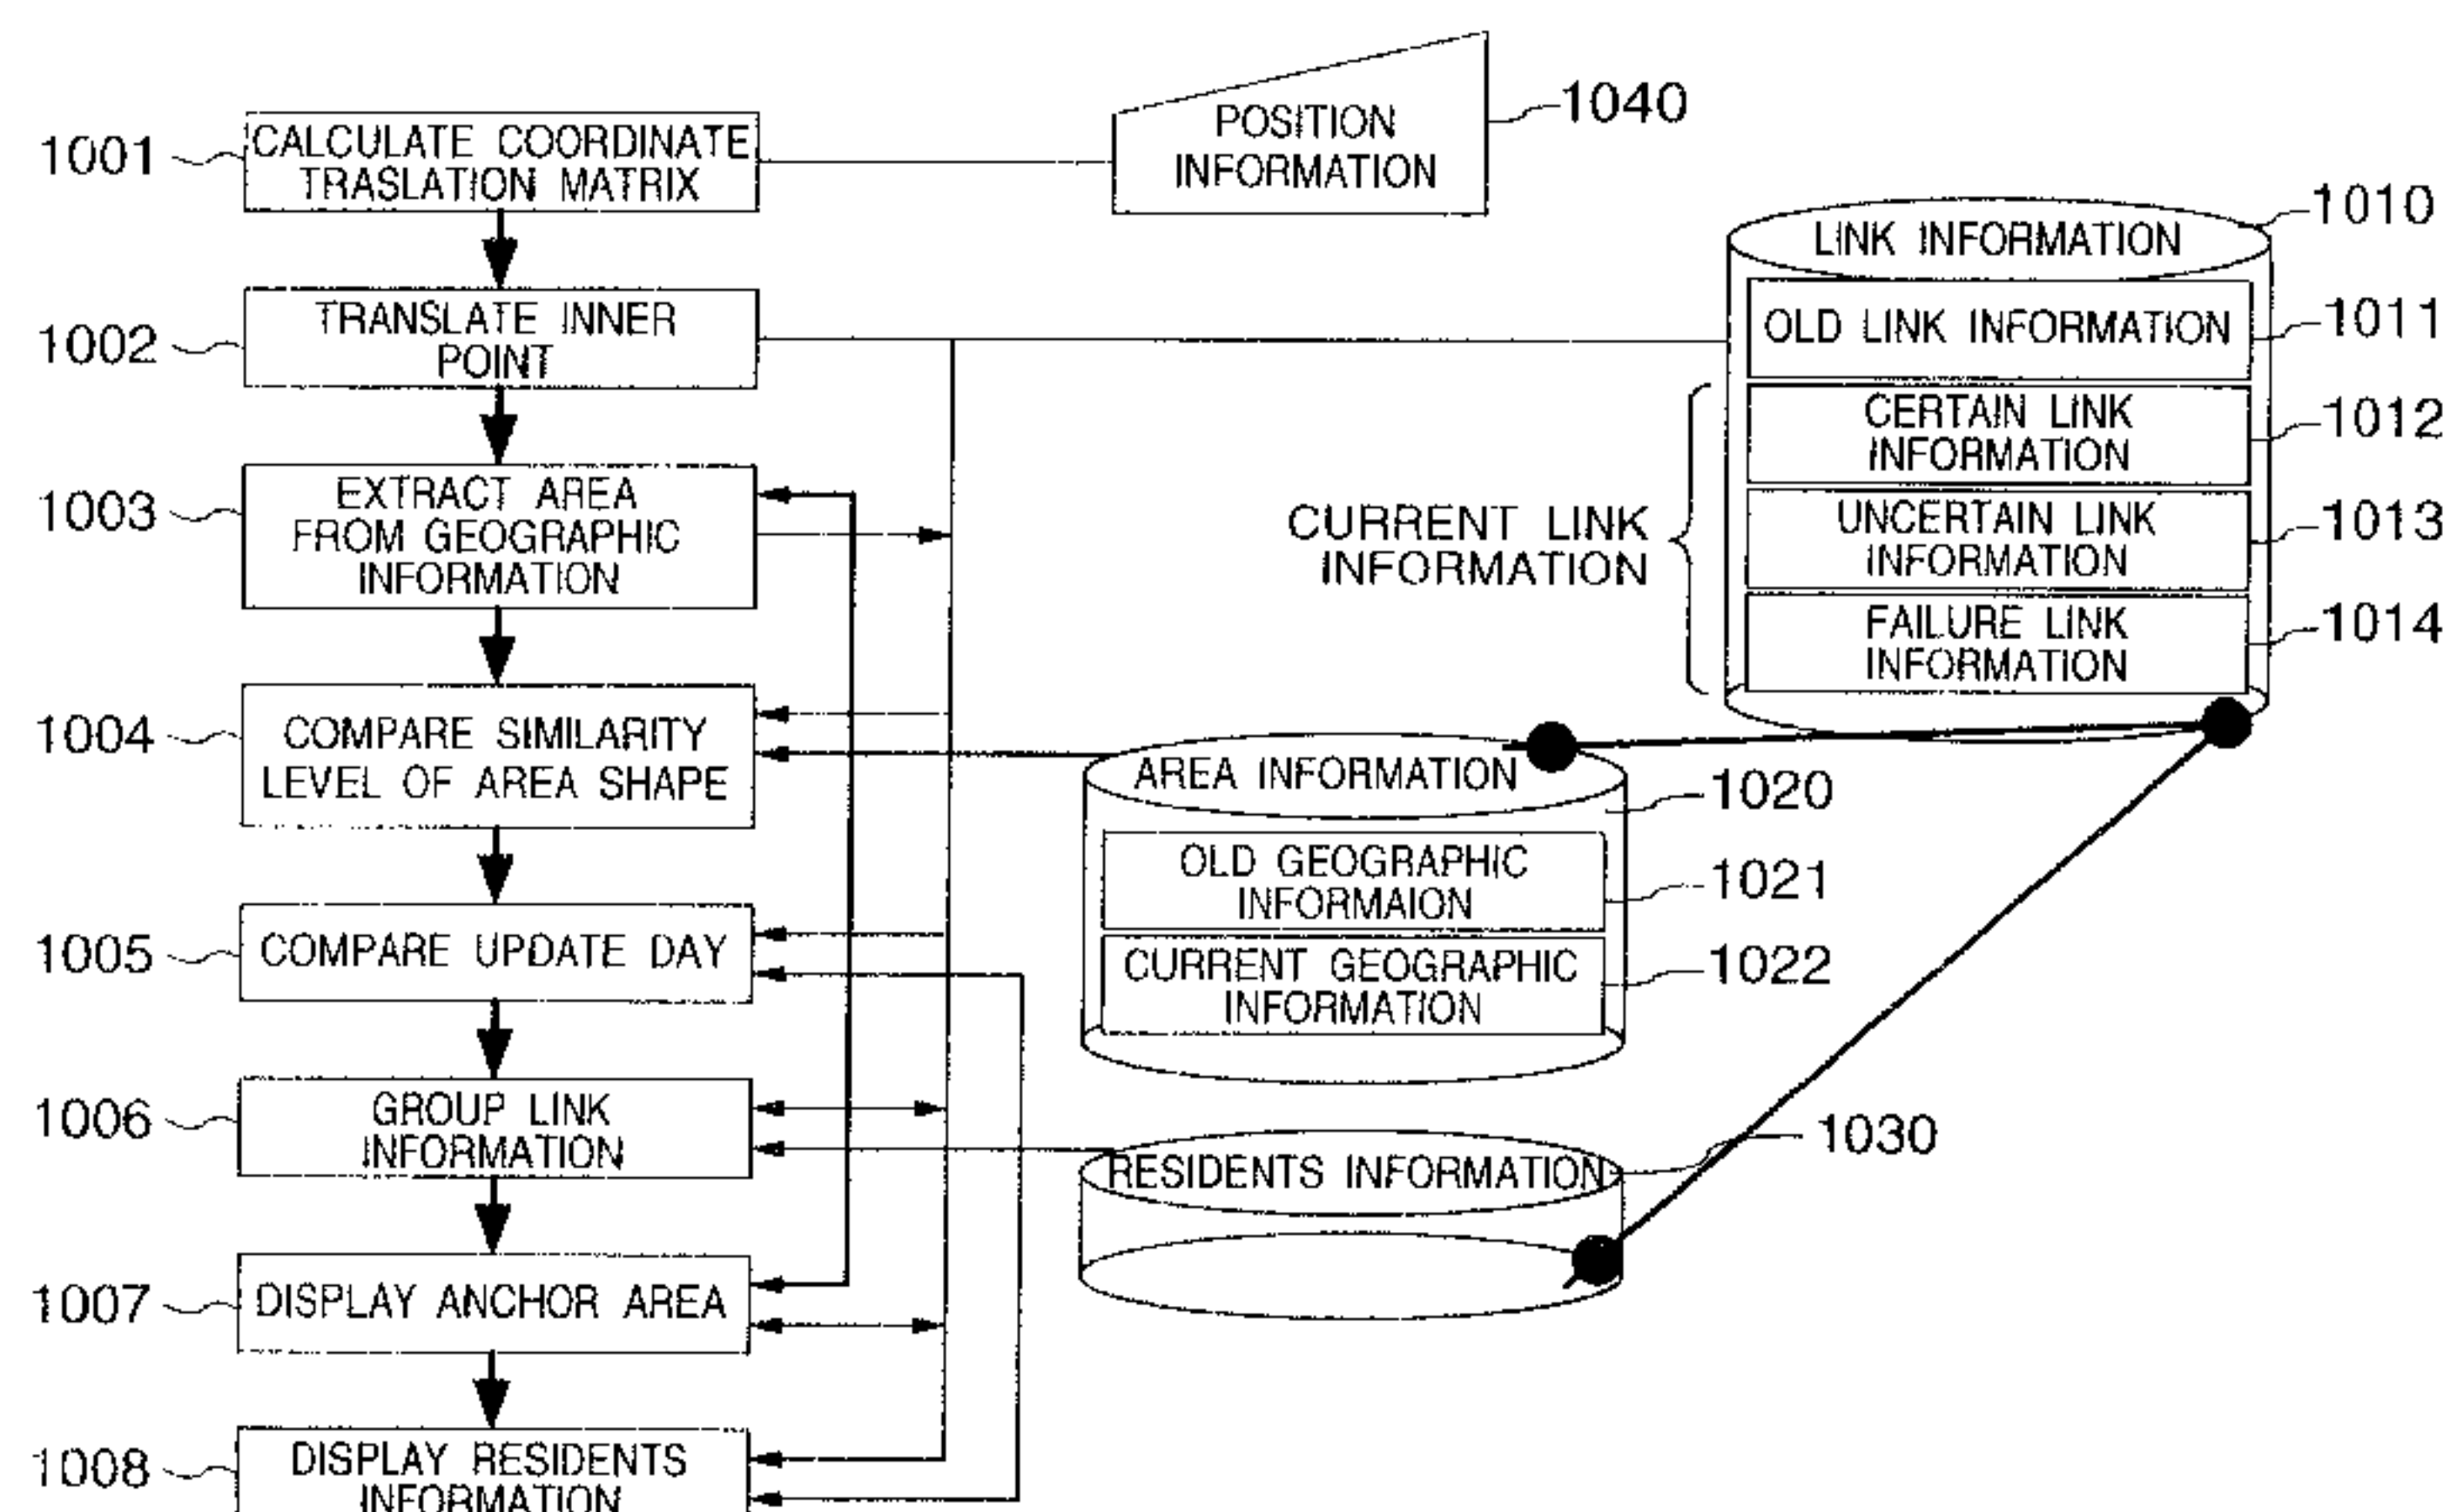 1001
CALCULATE COORDINATE
TRASLATION MATRIX
POSITION
INFORMATION
1040
1002
TRANSLATE INNER
POINT
1003
EXTRACT AREA
FROM GEOGRAPHIC
INFORMATION
1004
COMPARE SIMILARITY
LEVEL OF AREA SHAPE
1005
COMPARE UPDATE DAY
1006
GROUP LINK
INFORMATION
1007
DISPLAY ANCHOR AREA
1008
DISPLAY RESIDENTS
INFORMATION
LINK INFORMATION
1010
OLD LINK INFORMATION
1011
CURRENT LINK
INFORMATION
CERTAIN LINK
INFORMATION
1012
UNCERTAIN LINK
INFORMATION
1013
FAILURE LINK
INFORMATION
1014
AREA INFORMATION
1020
OLD GEOGRAPHIC
INFORMAION
1021
CURRENT GEOGRAPHIC
INFORMATION
1022
RESIDENTS INFORMATION
1030